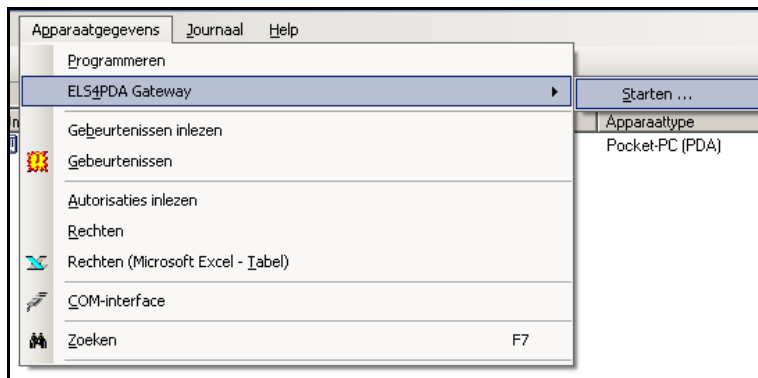 Apparaatgegevens Journaal Help
Programmeren
ELS4PDA Gateway
Starten ...
Apparaattype
Gebeurtenissen inlezen
Pocket-PC (PDA)
Gebeurtenissen
Autorisaties inlezen
Rechten
Rechten (Microsoft Excel - Tabel)
COM-interface
Zoeken F7